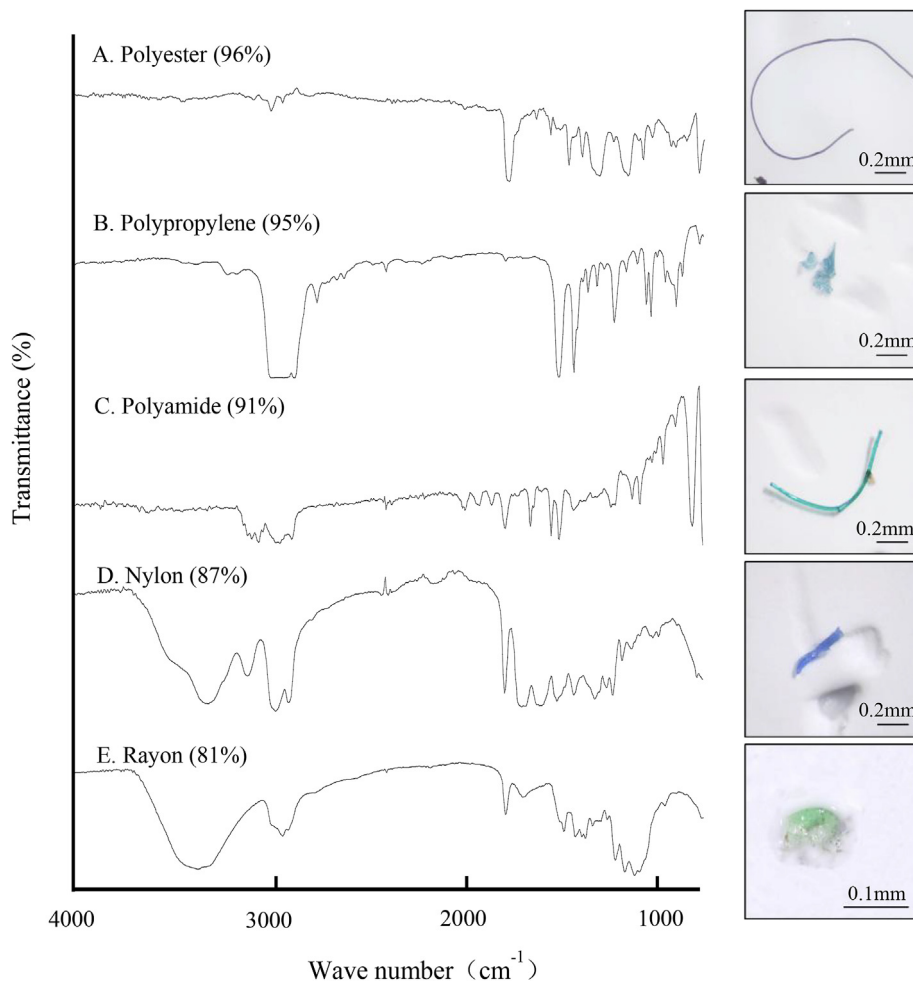 A. Polyester (96%)
0.2mm
B. Polypropylene (95%)
0.2mm
C. Polyamide (91%)
0.2mm
D. Nylon (87%)
0.2mm
E. Rayon (81%)
0.1mm
Transmittance (%)
4000 3000 2000 1000
Wave number（cm-1）